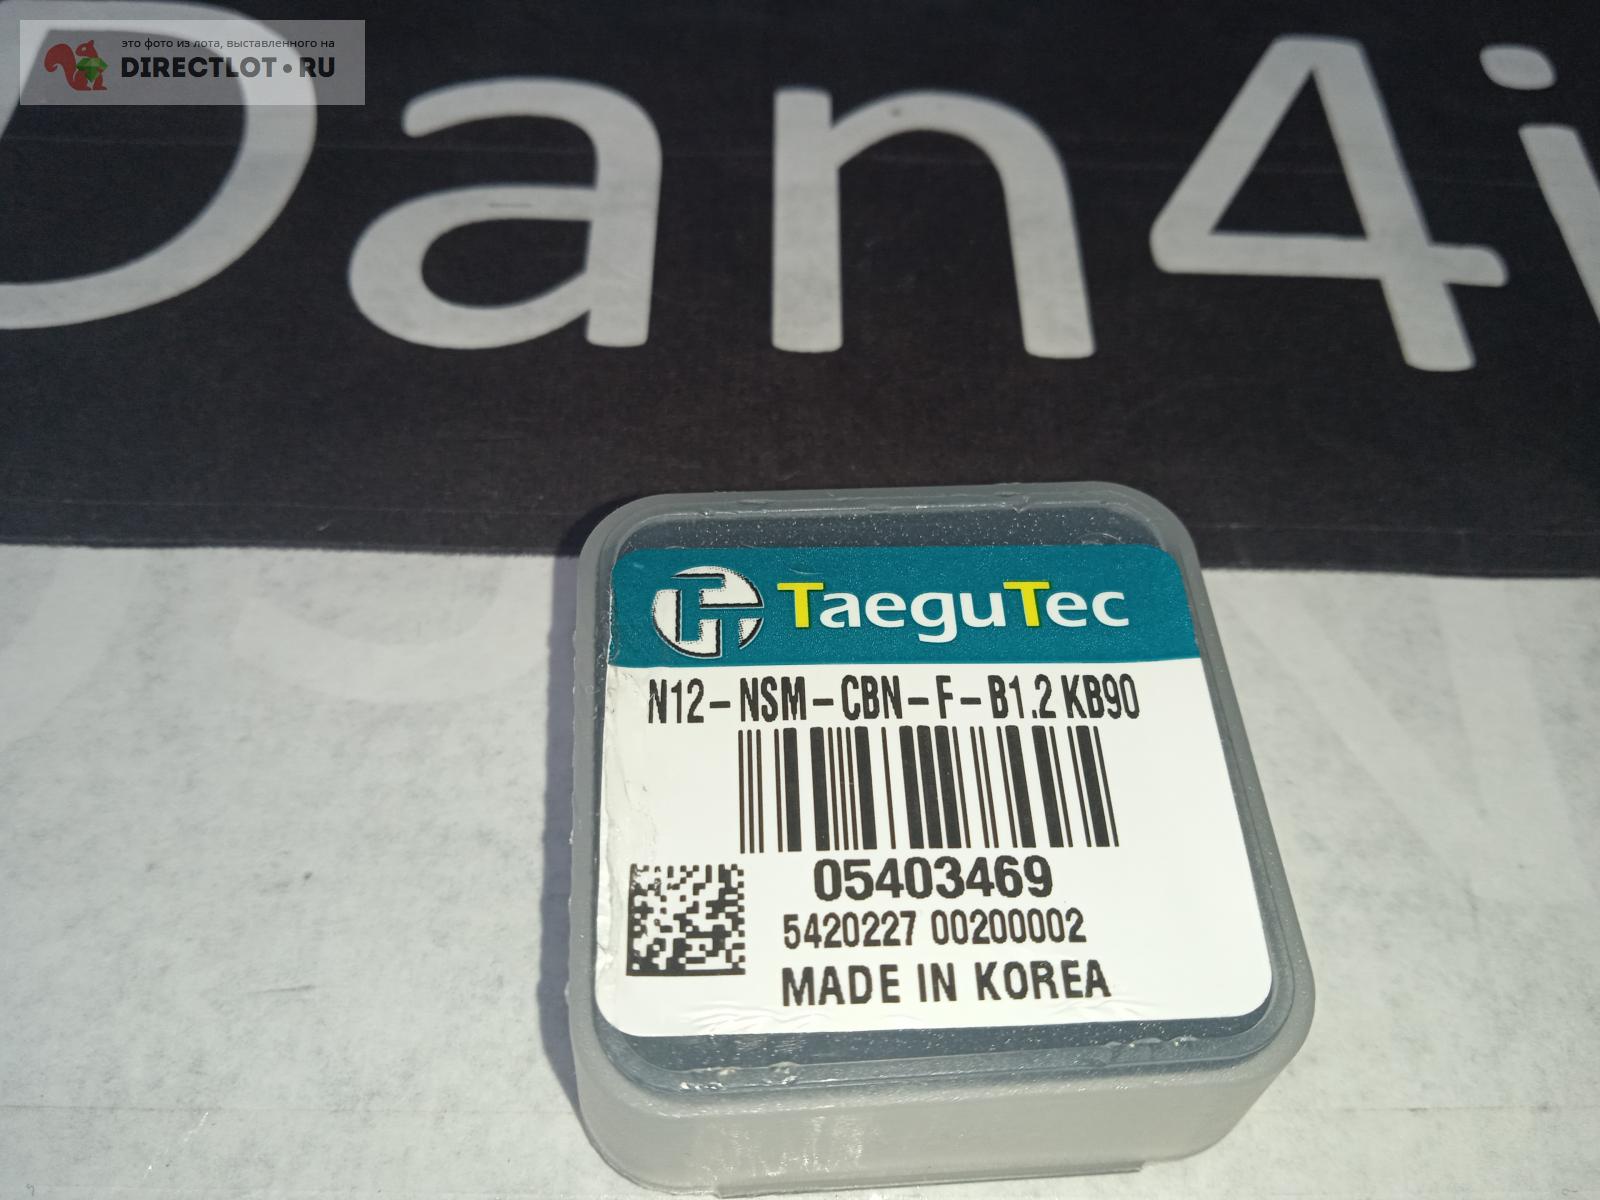 это фото из лота, выставленного на
DIRECTLOT•RU
Dan4i
TaeguTec
N12-NSM-CBN-F-B1.2 KB90
05403469
5420227 00200002
MADE IN KOREA